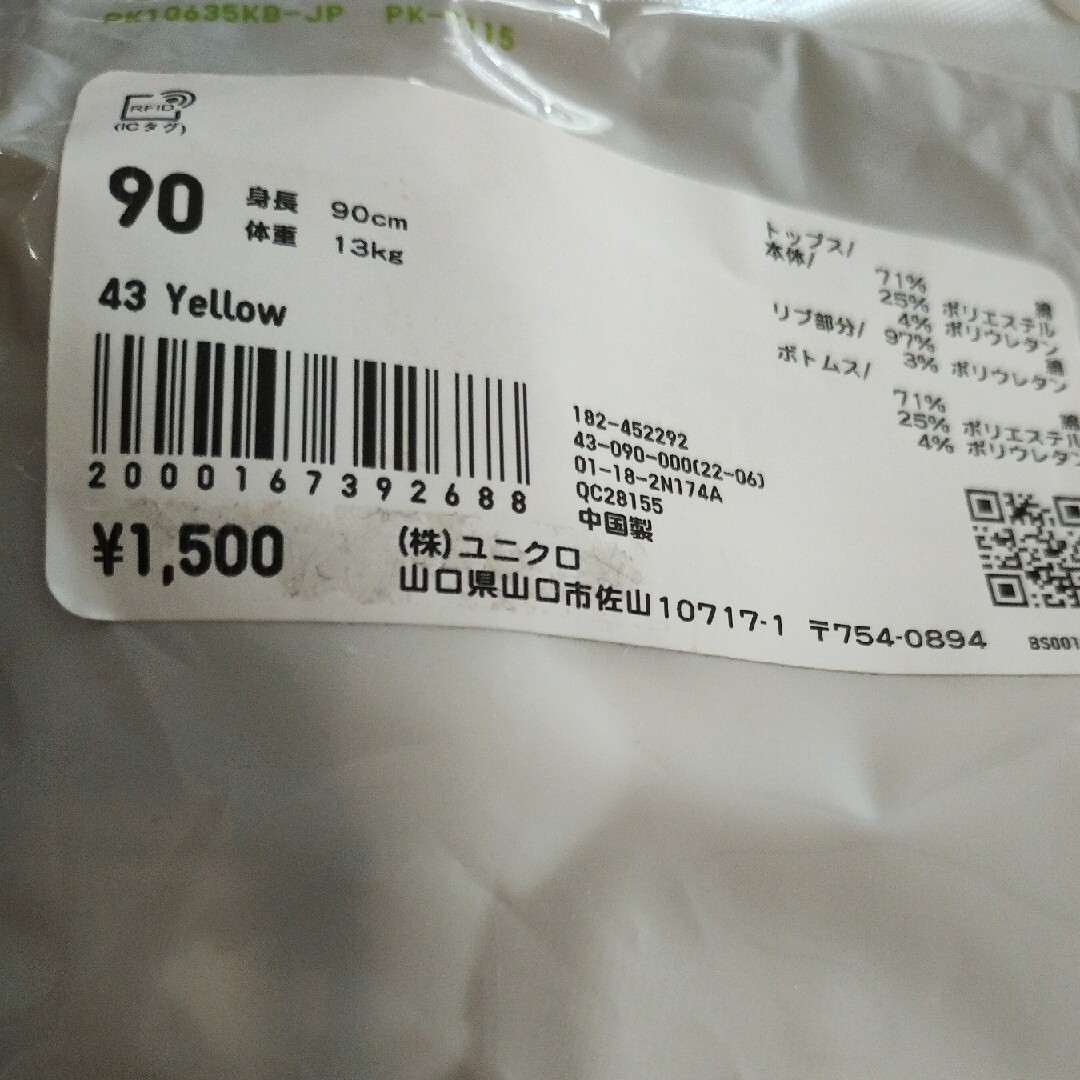 PK10635KB-JP
RFID
(ICタグ)
90
身長 90cm
体重 13kg
43 Yellow
2000167392688
¥1,500
182-452292
43-090-000(22-06)
01-18-2N174A
QC28155
中国製
(株)ユニクロ
山口県山口市佐山10717-1 〒754-0894
トップス/
本体/
71% 綿
25% ポリエステル
4% ポリウレタン
リブ部分/ 97% 綿
3% ポリウレタン
ボトムス/
71% 綿
25% ポリエステル
4% ポリウレタン